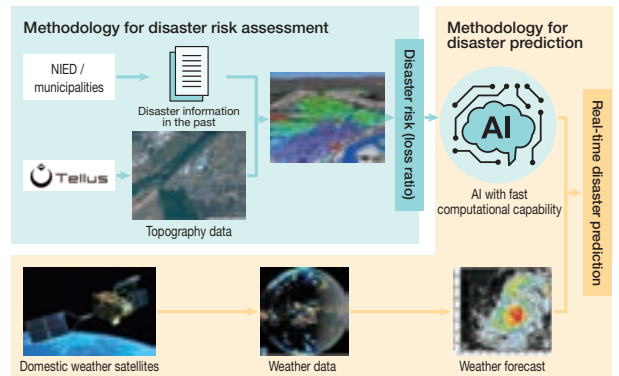 Methodology for disaster risk assessment
NIED /
municipalities
Disaster information
in the past
Tellus
Topography data
Disaster risk (loss ratio)
Methodology for
disaster prediction
AI
AI with fast
computational capability
Real-time disaster prediction
Domestic weather satellites
Weather data
Weather forecast